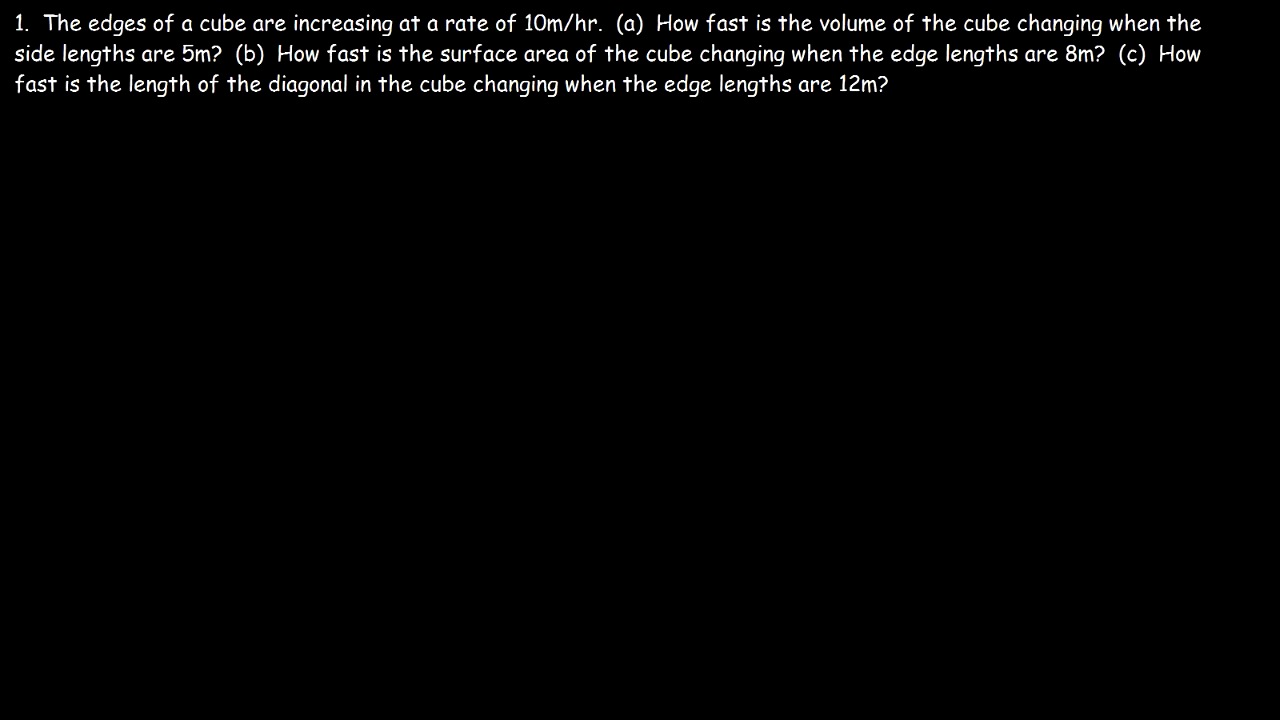 1.  The edges of a cube are increasing at a rate of 10m/hr.  (a)  How fast is the volume of the cube changing when the
side lengths are 5m?  (b)  How fast is the surface area of the cube changing when the edge lengths are 8m?  (c)  How
fast is the length of the diagonal in the cube changing when the edge lengths are 12m?